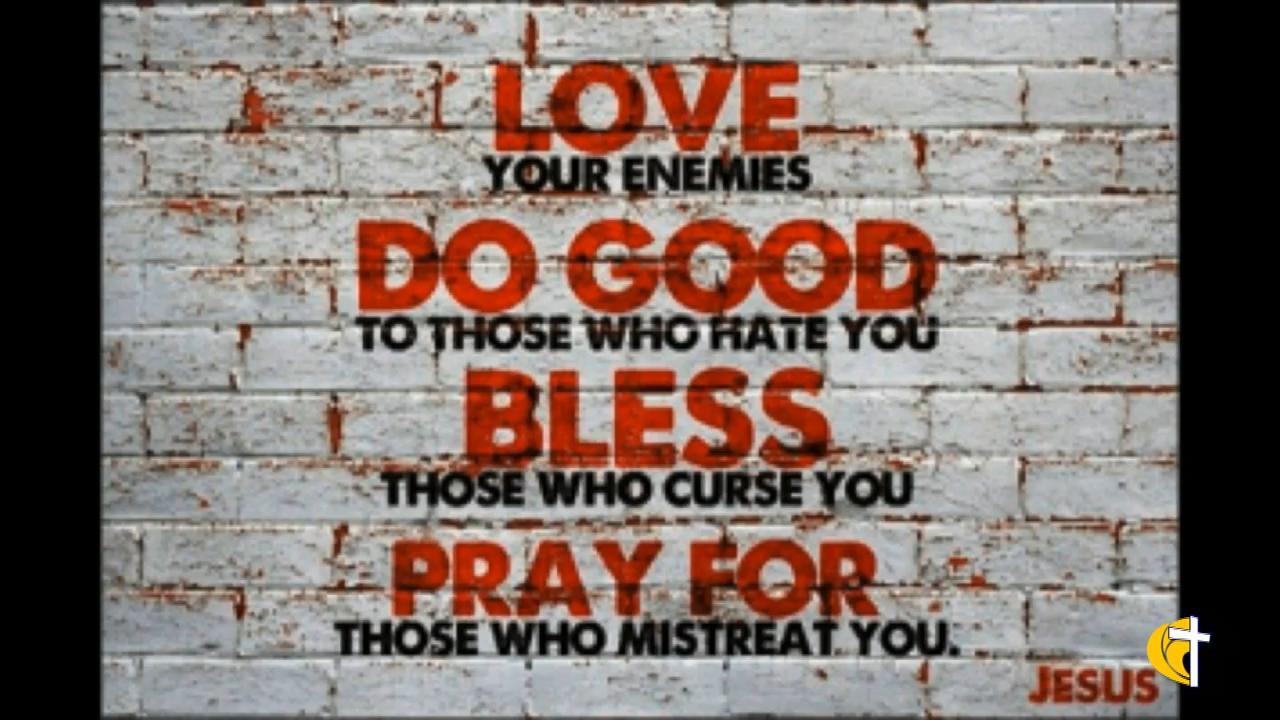 LOVE
YOUR ENEMIES
DO GOOD
TO THOSE WHO HATE YOU
BLESS
THOSE WHO CURSE YOU
PRAY FOR
THOSE WHO MISTREAT YOU.
JESUS